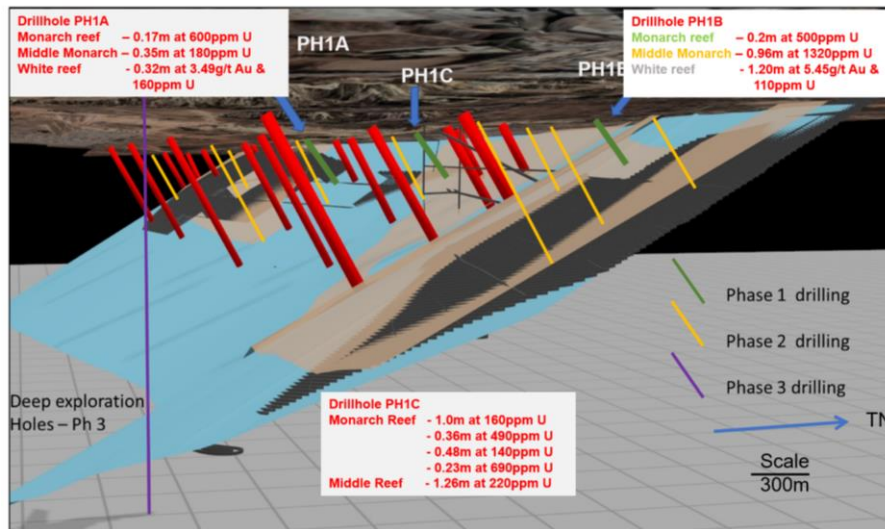 Drillhole PH1A
Monarch reef – 0.17m at 600ppm U
Middle Monarch – 0.35m at 180ppm U
White reef - 0.32m at 3.49g/t Au &
160ppm U
PH1A
PH1C
Drillhole PH1B
Monarch reef – 0.2m at 500ppm U
Middle Monarch – 0.96m at 1320ppm U
White reef - 1.20m at 5.45g/t Au &
110ppm U
Phase 1 drilling
Phase 2 drilling
Phase 3 drilling
Deep exploration
Holes – Ph 3
Drillhole PH1C
Monarch Reef - 1.0m at 160ppm U
- 0.36m at 490ppm U
- 0.48m at 140ppm U
- 0.23m at 690ppm U
Middle Reef - 1.26m at 220ppm U
Scale
300m